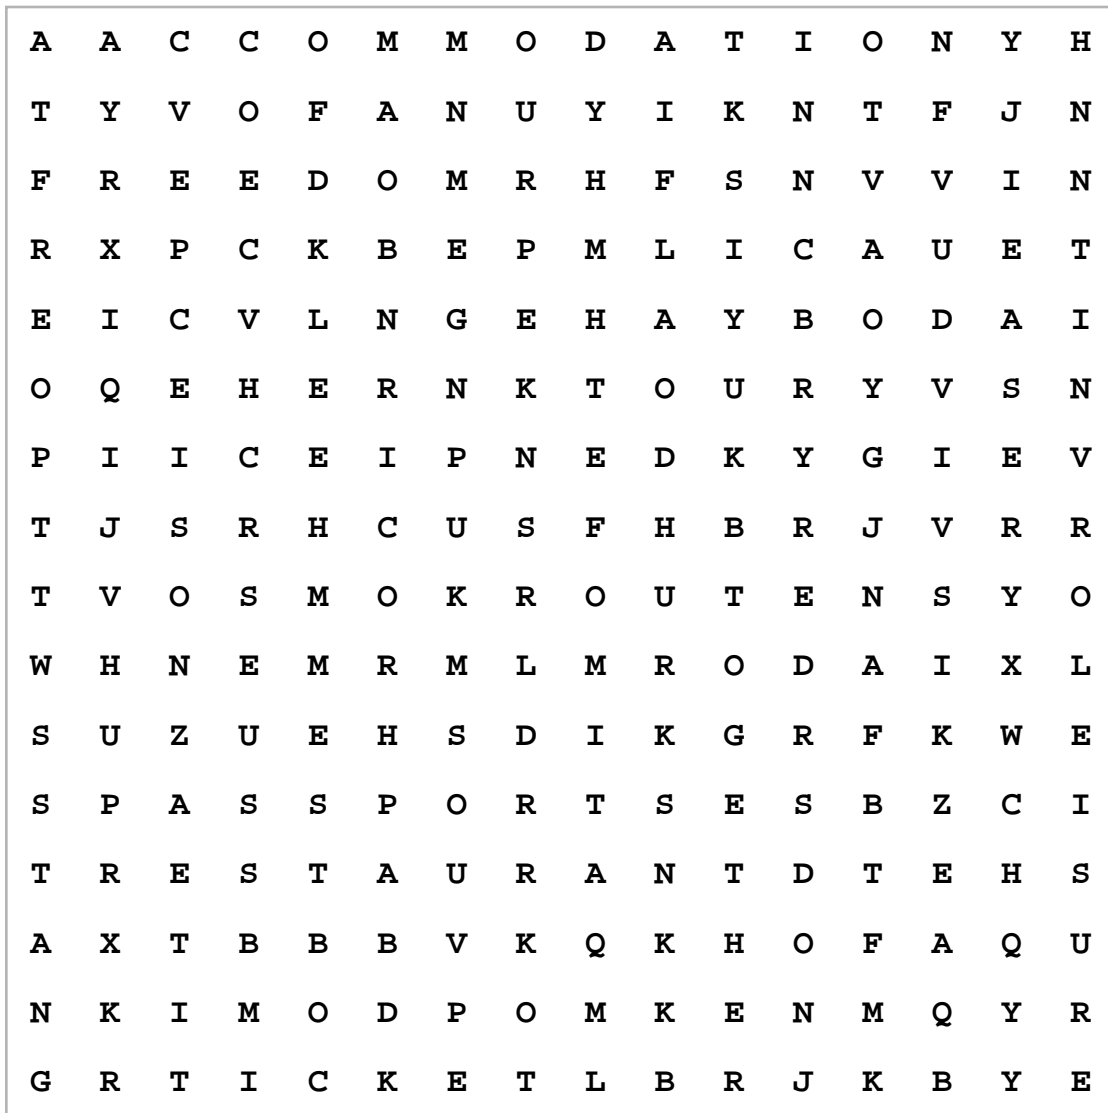 A A C C O M M O D A T I O N Y H
T Y V O F A N U Y I K N T F J N
F R E E D O M R H F S N V V I N
R X P C K B E P M L I C A U E T
E I C V L N G E H A Y B O D A I
O Q E H E R N K T O U R Y V S N
P I I C E I P N E D K Y G I E V
T J S R H C U S F H B R J V R R
T V O S M O K R O U T E N S Y O
W H N E M R M L M R O D A I X L
S U Z U E H S D I K G R F K W E
S P A S S P O R T S E S B Z C I
T R E S T A U R A N T D T E H S
A X T B B B V K Q K H O F A Q U
N K I M O D P O M K E N M Q Y R
G R T I C K E T L B R J K B Y E